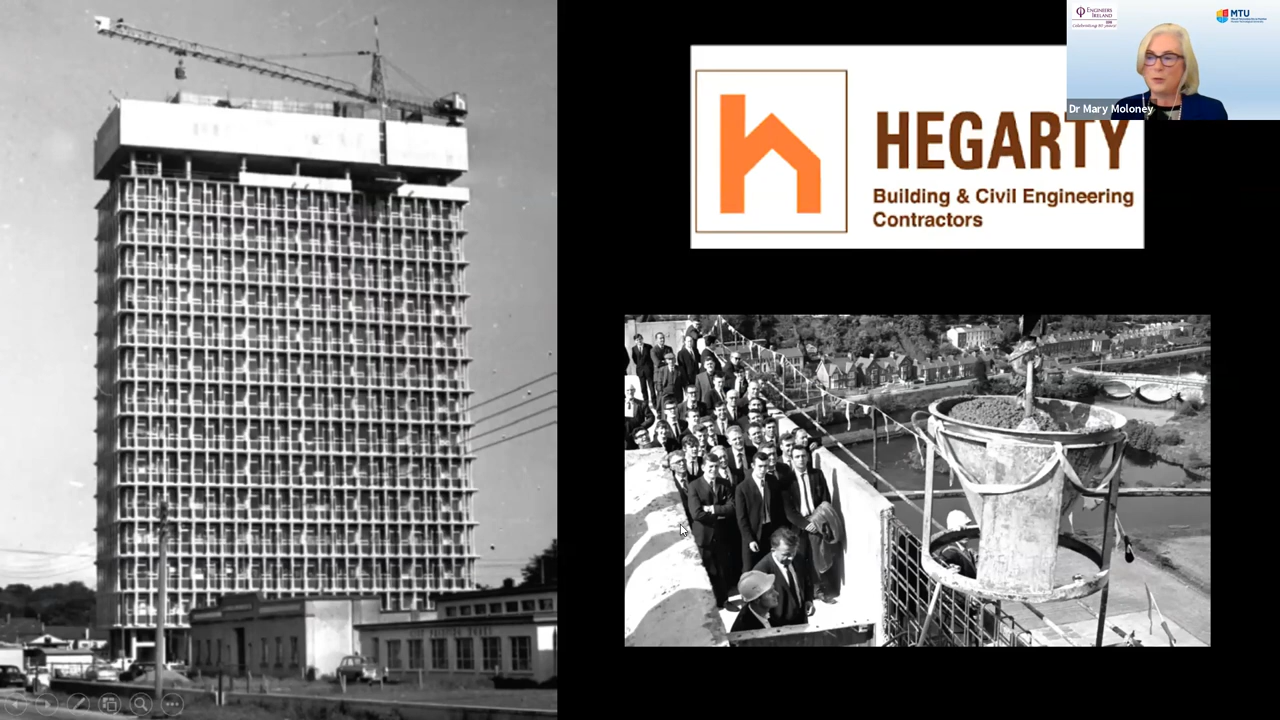 HEGARTY
Building & Civil Engineering
Contractors
ENGINEERS
IRELAND
MTU
Dr Mary Moloney